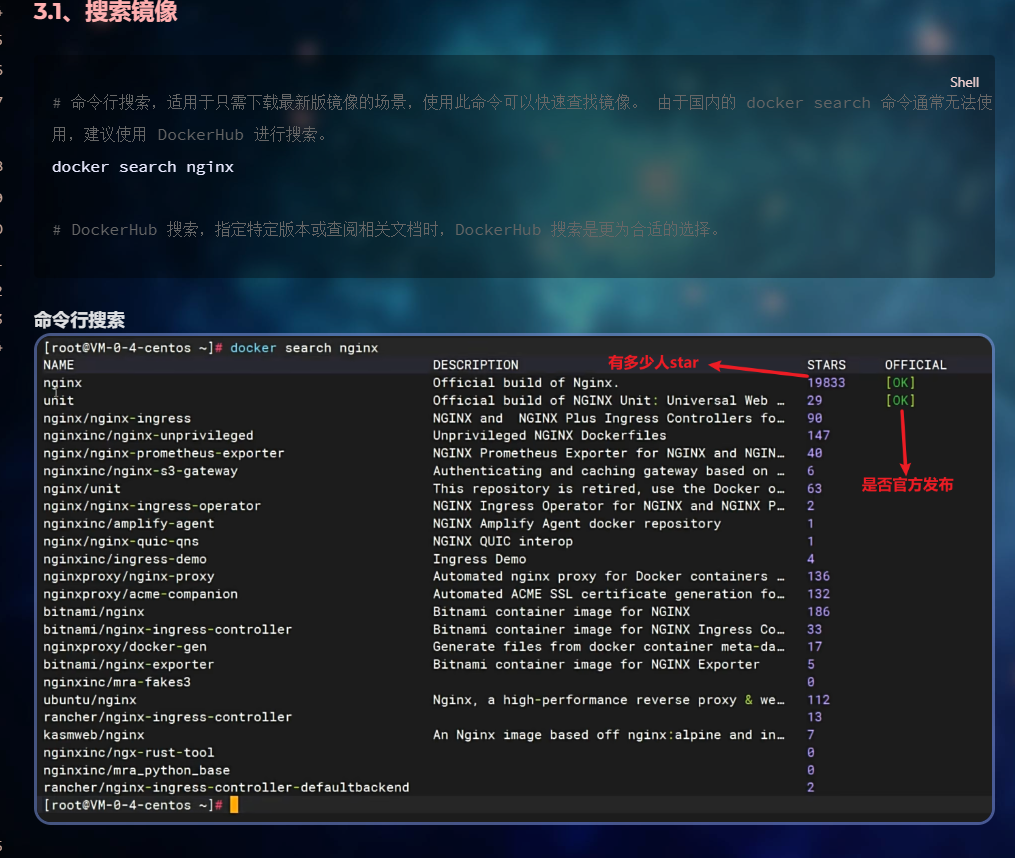 3.1、搜索镜像
Shell
# 命令行搜索，适用于只需下载最新版镜像的场景，使用此命令可以快速查找镜像。 由于国内的 docker search 命令通常无法使
用，建议使用 DockerHub 进行搜索。
docker search nginx
# DockerHub 搜索，指定特定版本或查阅相关文档时，DockerHub 搜索是更为合适的选择。
命令行搜索
[root@VM-0-4-centos ~]# docker search nginx
NAME DESCRIPTION 有多少人star STARS OFFICIAL
nginx Official build of Nginx. 19833 [OK]
unit Official build of NGINX Unit: Universal Web … 29 [OK]
nginx/nginx-ingress NGINX and  NGINX Plus Ingress Controllers fo… 90
nginxinc/nginx-unprivileged Unprivileged NGINX Dockerfiles 147
nginx/nginx-prometheus-exporter NGINX Prometheus Exporter for NGINX and NGIN… 40
nginxinc/nginx-s3-gateway Authenticating and caching gateway based on … 6
nginx/unit This repository is retired, use the Docker o… 63 是否官方发布
nginx/nginx-ingress-operator NGINX Ingress Operator for NGINX and NGINX P… 2
nginxinc/amplify-agent NGINX Amplify Agent docker repository 1
nginx/nginx-quic-qns NGINX QUIC interop 1
nginxinc/ingress-demo Ingress Demo 4
nginxproxy/nginx-proxy Automated nginx proxy for Docker containers … 136
nginxproxy/acme-companion Automated ACME SSL certificate generation fo… 132
bitnami/nginx Bitnami container image for NGINX 186
bitnami/nginx-ingress-controller Bitnami container image for NGINX Ingress Co… 33
nginxproxy/docker-gen Generate files from docker container meta-da… 17
bitnami/nginx-exporter Bitnami container image for NGINX Exporter 5
nginxinc/mra-fakes3 0
ubuntu/nginx Nginx, a high-performance reverse proxy & we… 112
rancher/nginx-ingress-controller 13
kasmweb/nginx An Nginx image based off nginx:alpine and in… 7
nginxinc/ngx-rust-tool 0
nginxinc/mra_python_base 0
rancher/nginx-ingress-controller-defaultbackend 2
[root@VM-0-4-centos ~]#